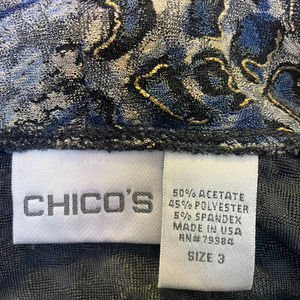 CHICO'S
50% ACETATE
45% POLYESTER
5% SPANDEX
MADE IN USA
RN#79984
SIZE 3